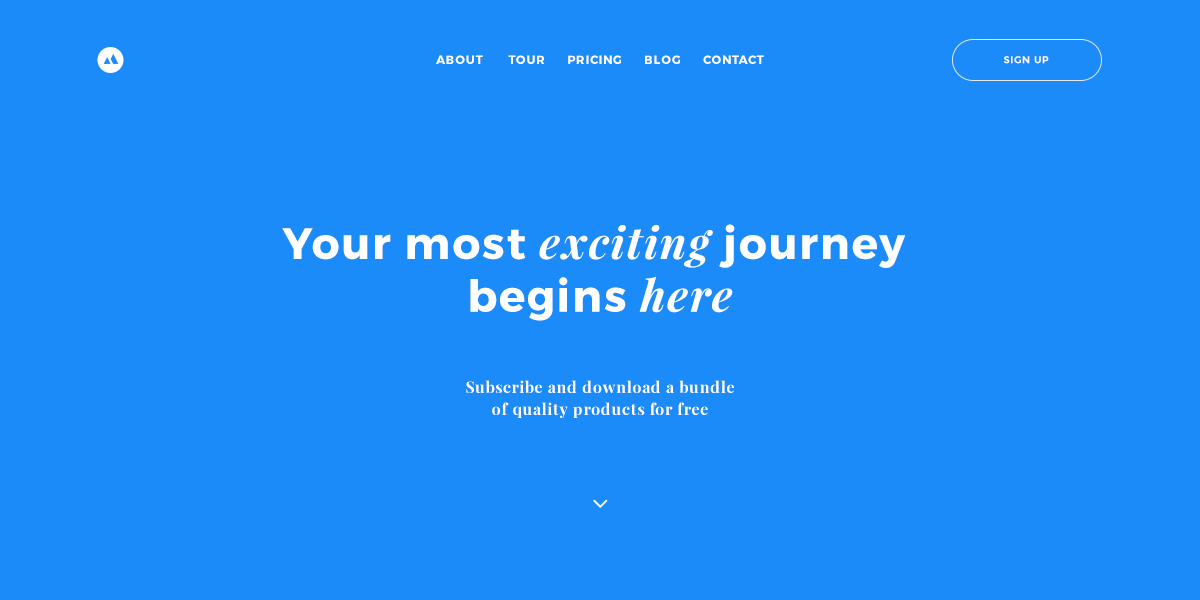 ABOUT TOUR PRICING BLOG CONTACT SIGN UP
Your most exciting journey
begins here
Subscribe and download a bundle
of quality products for free